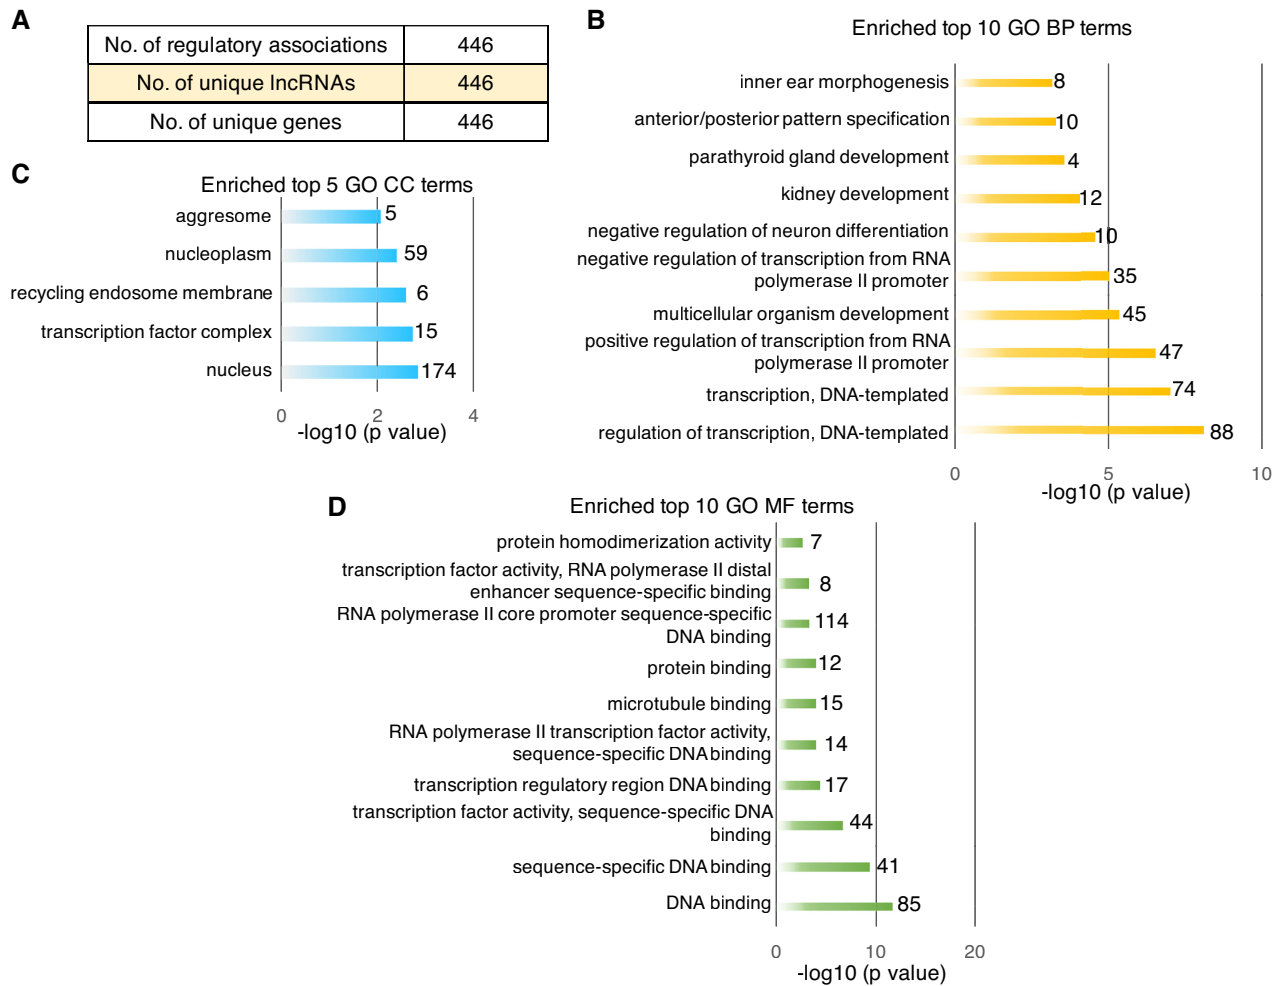 A
No. of regulatory associations 446
No. of unique lncRNAs 446
No. of unique genes 446
B
Enriched top 10 GO BP terms
inner ear morphogenesis 8
anterior/posterior pattern specification 10
parathyroid gland development 4
kidney development 12
negative regulation of neuron differentiation 10
negative regulation of transcription from RNA
polymerase II promoter 35
multicellular organism development 45
positive regulation of transcription from RNA
polymerase II promoter 47
transcription, DNA-templated 74
regulation of transcription, DNA-templated 88
0 5 10
-log10 (p value)
C
Enriched top 5 GO CC terms
aggresome 5
nucleoplasm 59
recycling endosome membrane 6
transcription factor complex 15
nucleus 174
0 2 4
-log10 (p value)
D
Enriched top 10 GO MF terms
protein homodimerization activity 7
transcription factor activity, RNA polymerase II distal
enhancer sequence-specific binding 8
RNA polymerase II core promoter sequence-specific
DNA binding 114
protein binding 12
microtubule binding 15
RNA polymerase II transcription factor activity,
sequence-specific DNA binding 14
transcription regulatory region DNA binding 17
transcription factor activity, sequence-specific DNA
binding 44
sequence-specific DNA binding 41
DNA binding 85
0 10 20
-log10 (p value)